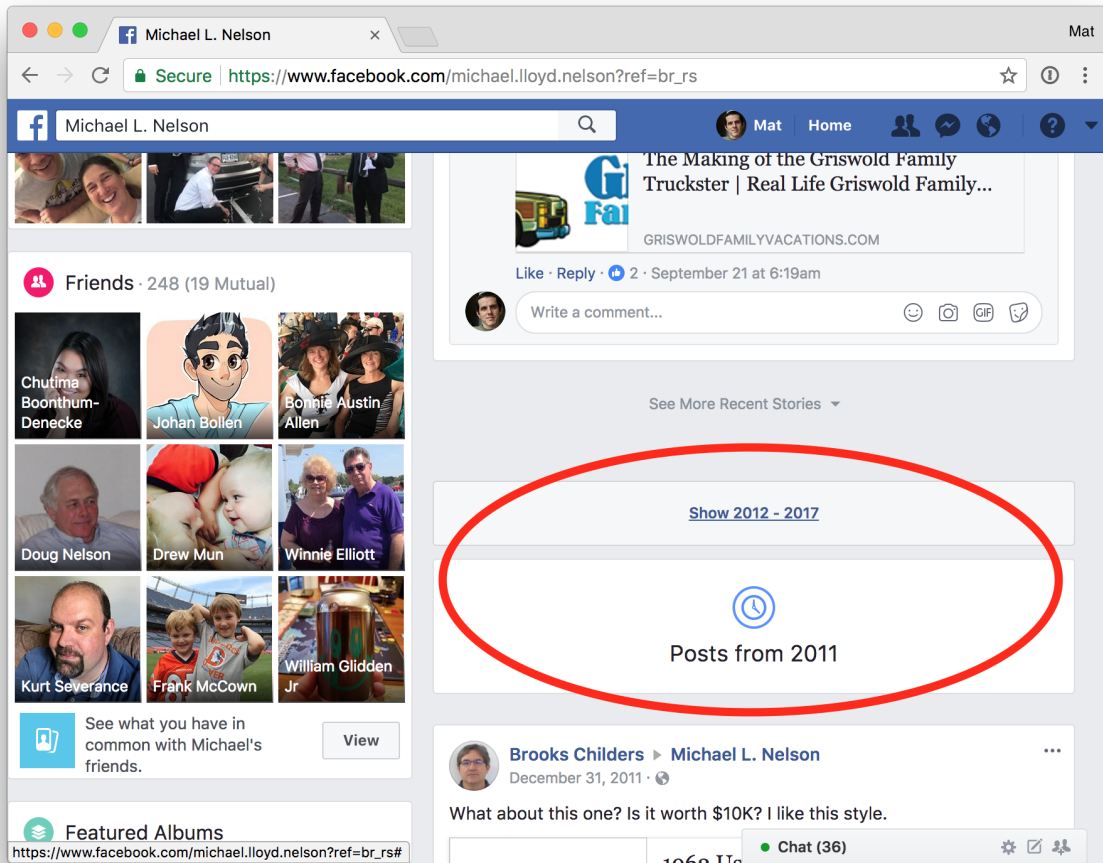 Michael L. Nelson
Mat
Secure
https://www.facebook.com/michael.lloyd.nelson?ref=br_rs
Michael L. Nelson
Mat
Home
The Making of the Griswold Family
Truckster | Real Life Griswold Family...
GRISWOLDFAMILYVACATIONS.COM
Like · Reply · 2 · September 21 at 6:19am
Write a comment...
GIF
Friends · 248 (19 Mutual)
Chutima
Boonthum-
Denecke
Johan Bollen
Bonnie Austin
Allen
Doug Nelson
Drew Mun
Winnie Elliott
Kurt Severance
Frank McCown
William Glidden
Jr
See what you have in
common with Michael's
friends.
View
Featured Albums
https://www.facebook.com/michael.lloyd.nelson?ref=br_rs#
See More Recent Stories
Show 2012 - 2017
Posts from 2011
Brooks Childers ▸ Michael L. Nelson
December 31, 2011 ·
What about this one? Is it worth $10K? I like this style.
Chat (36)